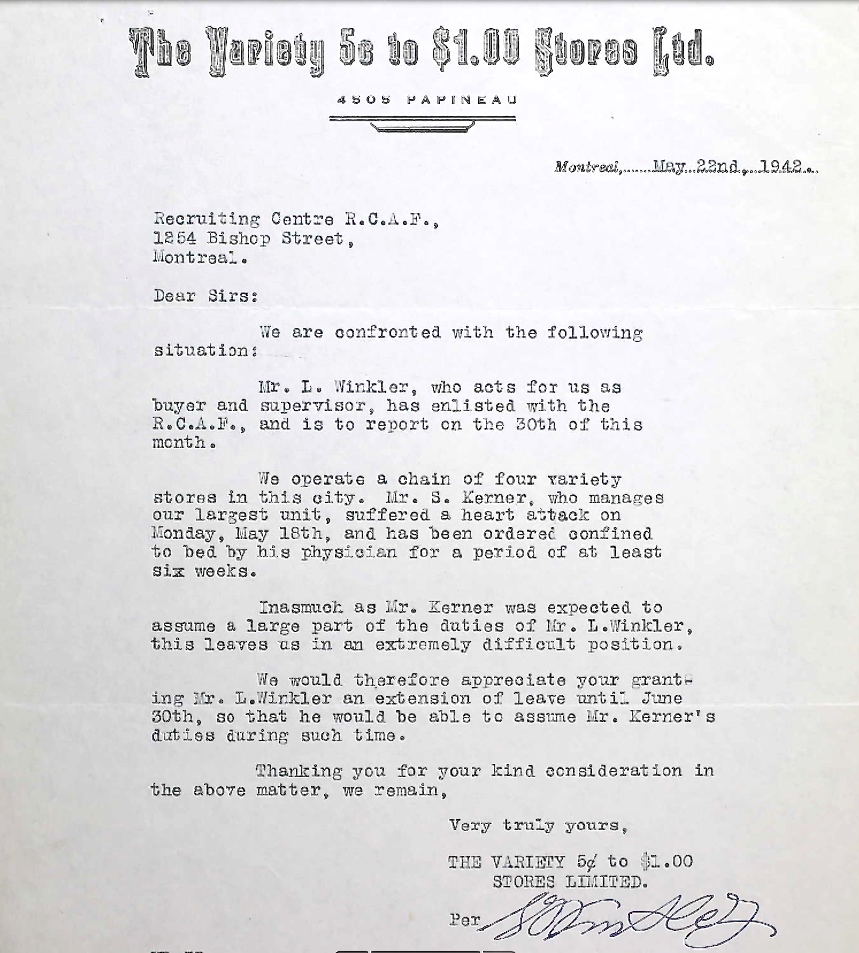 The Variety 5c to $1.00 Stores Ltd.
4505 PAPINEAU
Montreal,......May 22nd, 1942...
Recruiting Centre R.C.A.F.,
1254 Bishop Street,
Montreal.
Dear Sirs:
We are confronted with the following
situation:
Mr. L. Winkler, who acts for us as
buyer and supervisor, has enlisted with the
R.C.A.F., and is to report on the 30th of this
month.
We operate a chain of four variety
stores in this city. Mr. S. Kerner, who manages
our largest unit, suffered a heart attack on
Monday, May 18th, and has been ordered confined
to bed by his physician for a period of at least
six weeks.
Inasmuch as Mr. Kerner was expected to
assume a large part of the duties of Mr. L.Winkler,
this leaves us in an extremely difficult position.
We would therefore appreciate your grant-
ing Mr. L.Winkler an extension of leave until June
30th, so that he would be able to assume Mr. Kerner's
duties during such time.
Thanking you for your kind consideration in
the above matter, we remain,
Very truly yours,
THE VARIETY 5¢ to $1.00
STORES LIMITED.
Per